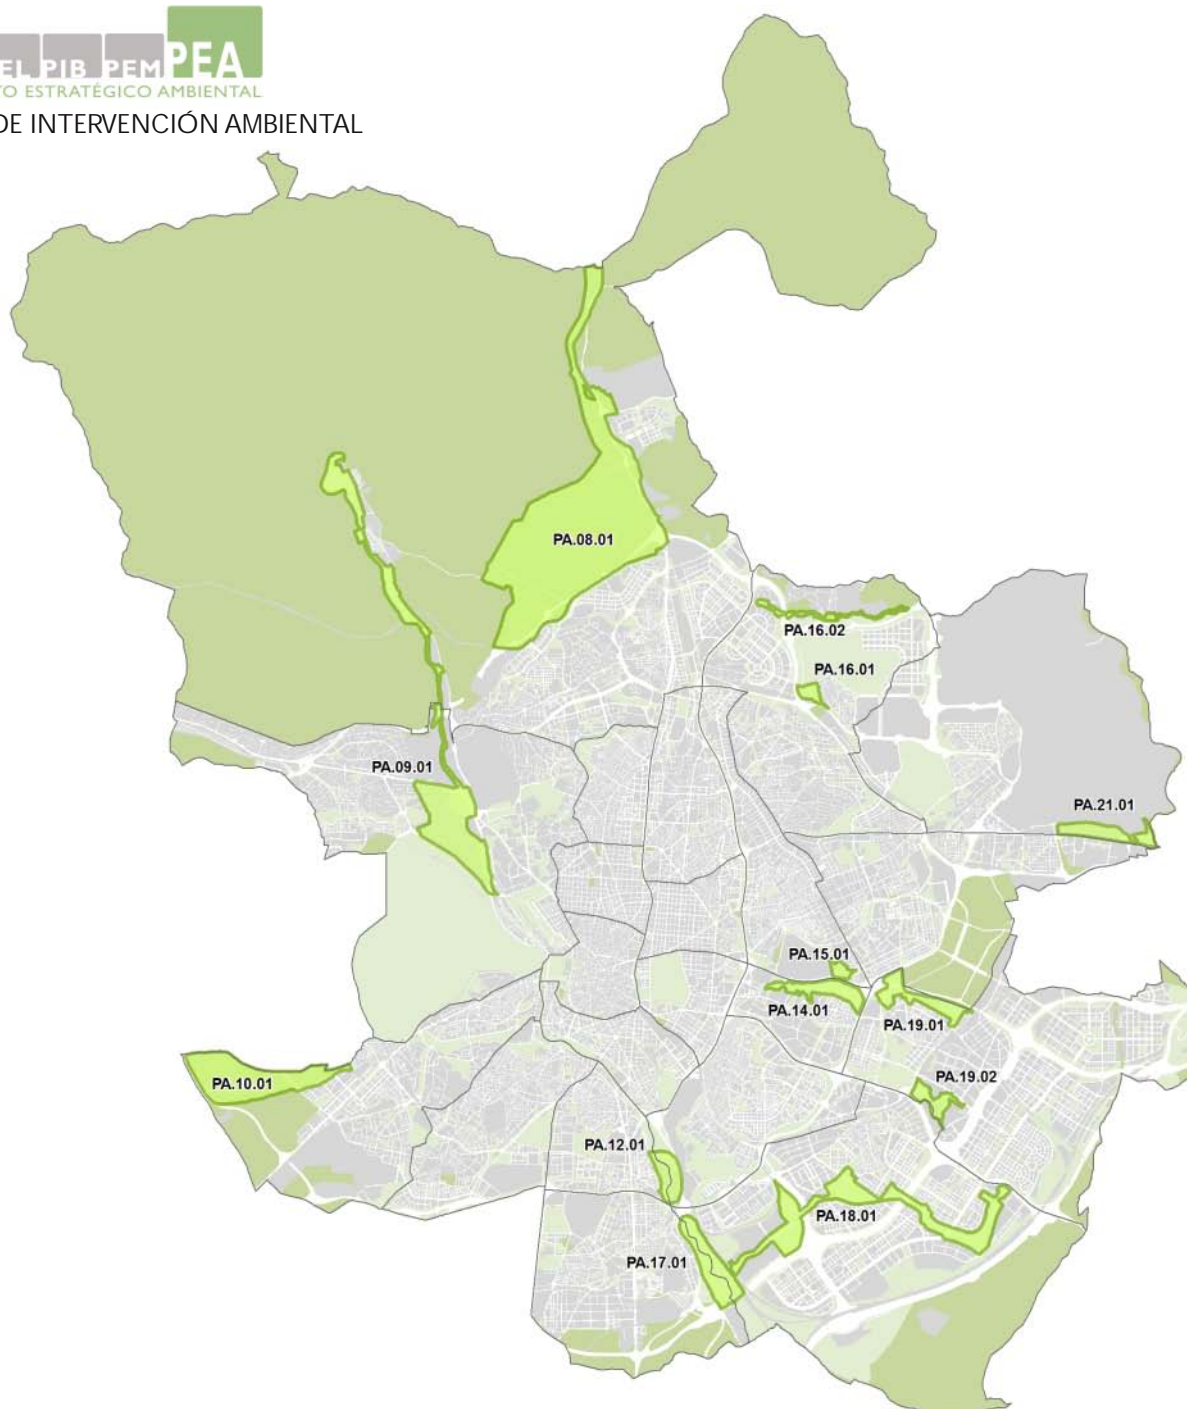 EL PIB PEM PEA
TO ESTRATÉGICO AMBIENTAL
DE INTERVENCIÓN AMBIENTAL
PA.08.01
PA.16.02
PA.16.01
PA.09.01
PA.21.01
PA.15.01
PA.14.01
PA.19.01
PA.10.01
PA.19.02
PA.12.01
PA.18.01
PA.17.01